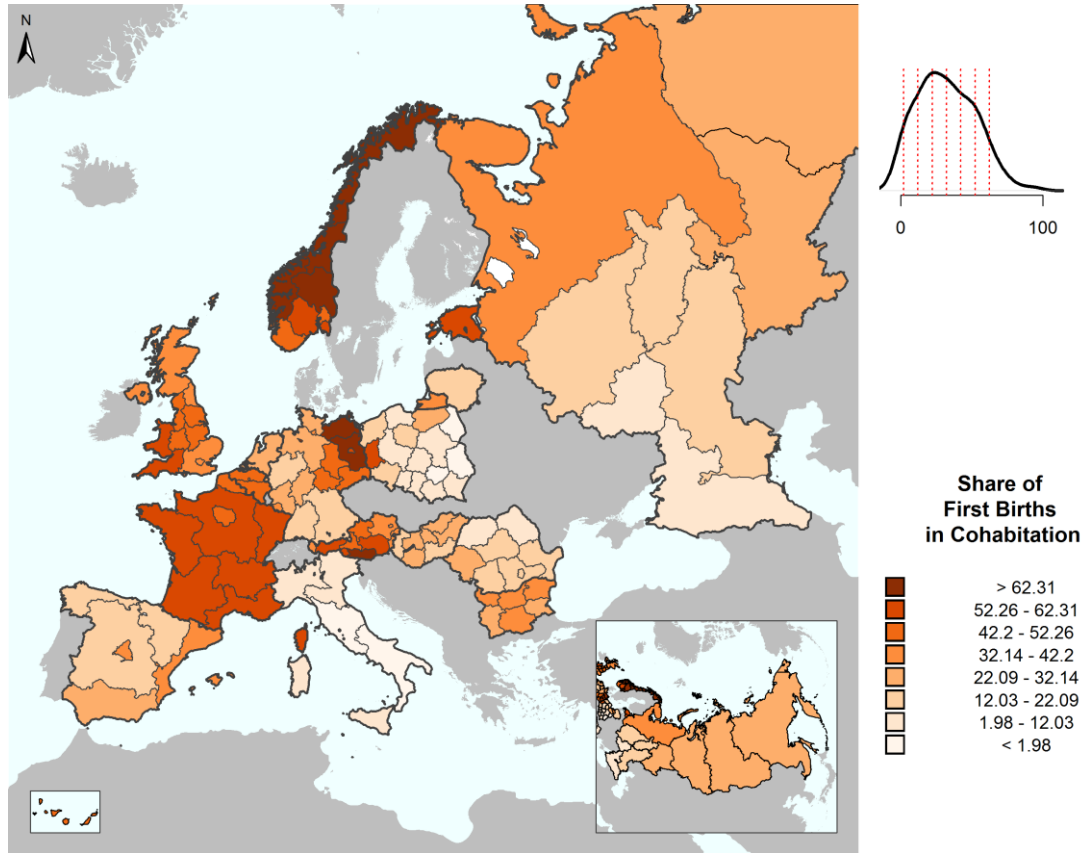 N
0
100
Share of
First Births
in Cohabitation
> 62.31
52.26 - 62.31
42.2 - 52.26
32.14 - 42.2
22.09 - 32.14
12.03 - 22.09
1.98 - 12.03
< 1.98